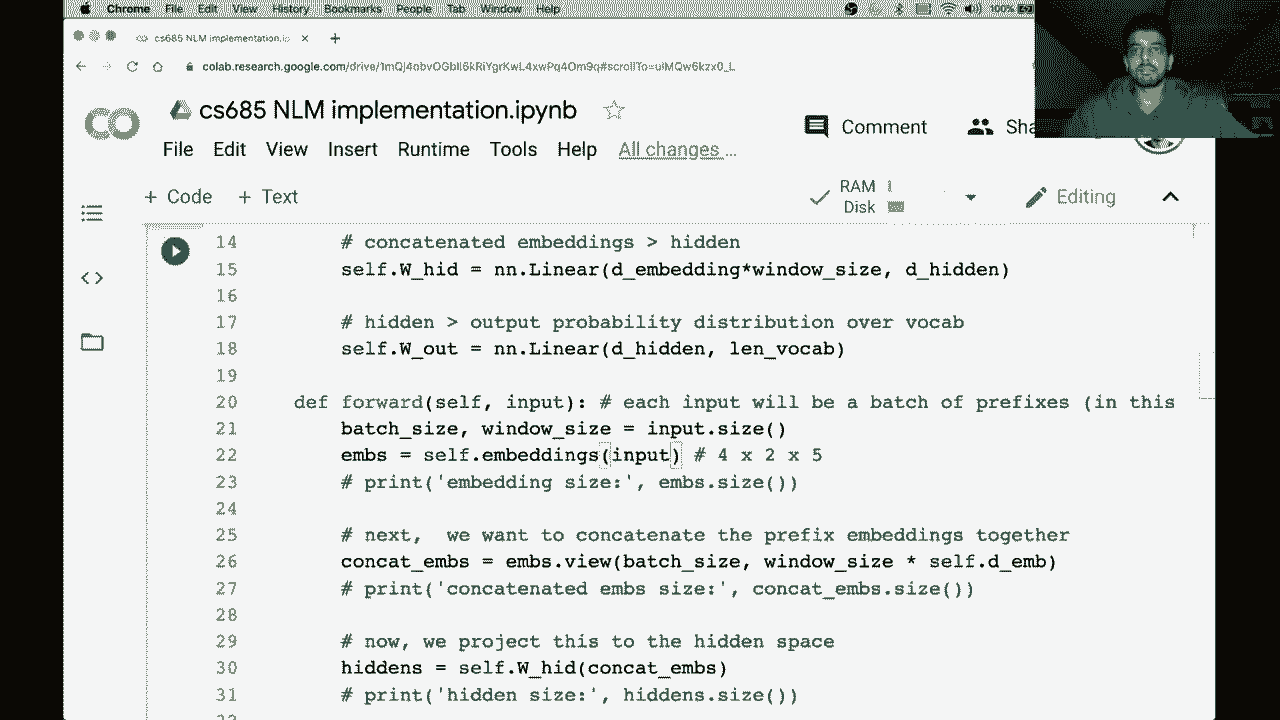 Chrome File Edit View History Bookmarks People Tab Window Help 100%
cs685 NLM implementation.ip
colab.research.google.com/drive/1mQj4obvOGblI6kRiYgrKwL4xwPq4Om9q#scrollTo=uiMQw6kzx0_L
CO cs685 NLM implementation.ipynb
Comment
File Edit View Insert Runtime Tools Help All changes …
+ Code + Text
RAM
Disk
Editing
14 # concatenated embeddings > hidden
15 self.W_hid = nn.Linear(d_embedding*window_size, d_hidden)
16
17 # hidden > output probability distribution over vocab
18 self.W_out = nn.Linear(d_hidden, len_vocab)
19
20 def forward(self, input): # each input will be a batch of prefixes (in this
21 batch_size, window_size = input.size()
22 embs = self.embeddings(input) # 4 x 2 x 5
23 # print('embedding size:', embs.size())
24
25 # next, we want to concatenate the prefix embeddings together
26 concat_embs = embs.view(batch_size, window_size * self.d_emb)
27 # print('concatenated embs size:', concat_embs.size())
28
29 # now, we project this to the hidden space
30 hiddens = self.W_hid(concat_embs)
31 # print('hidden size:', hiddens.size())